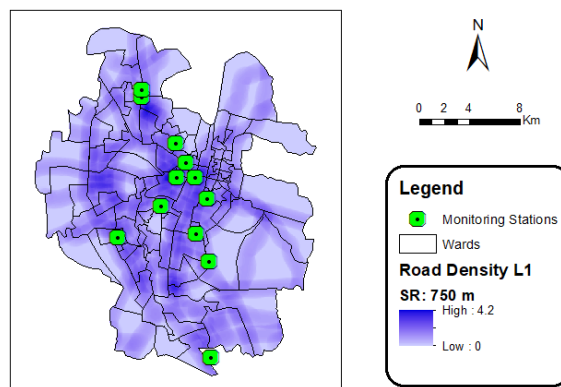 N
0 2 4 8
Km
Legend
Monitoring Stations
Wards
Road Density L1
SR: 750 m
High : 4.2
Low : 0